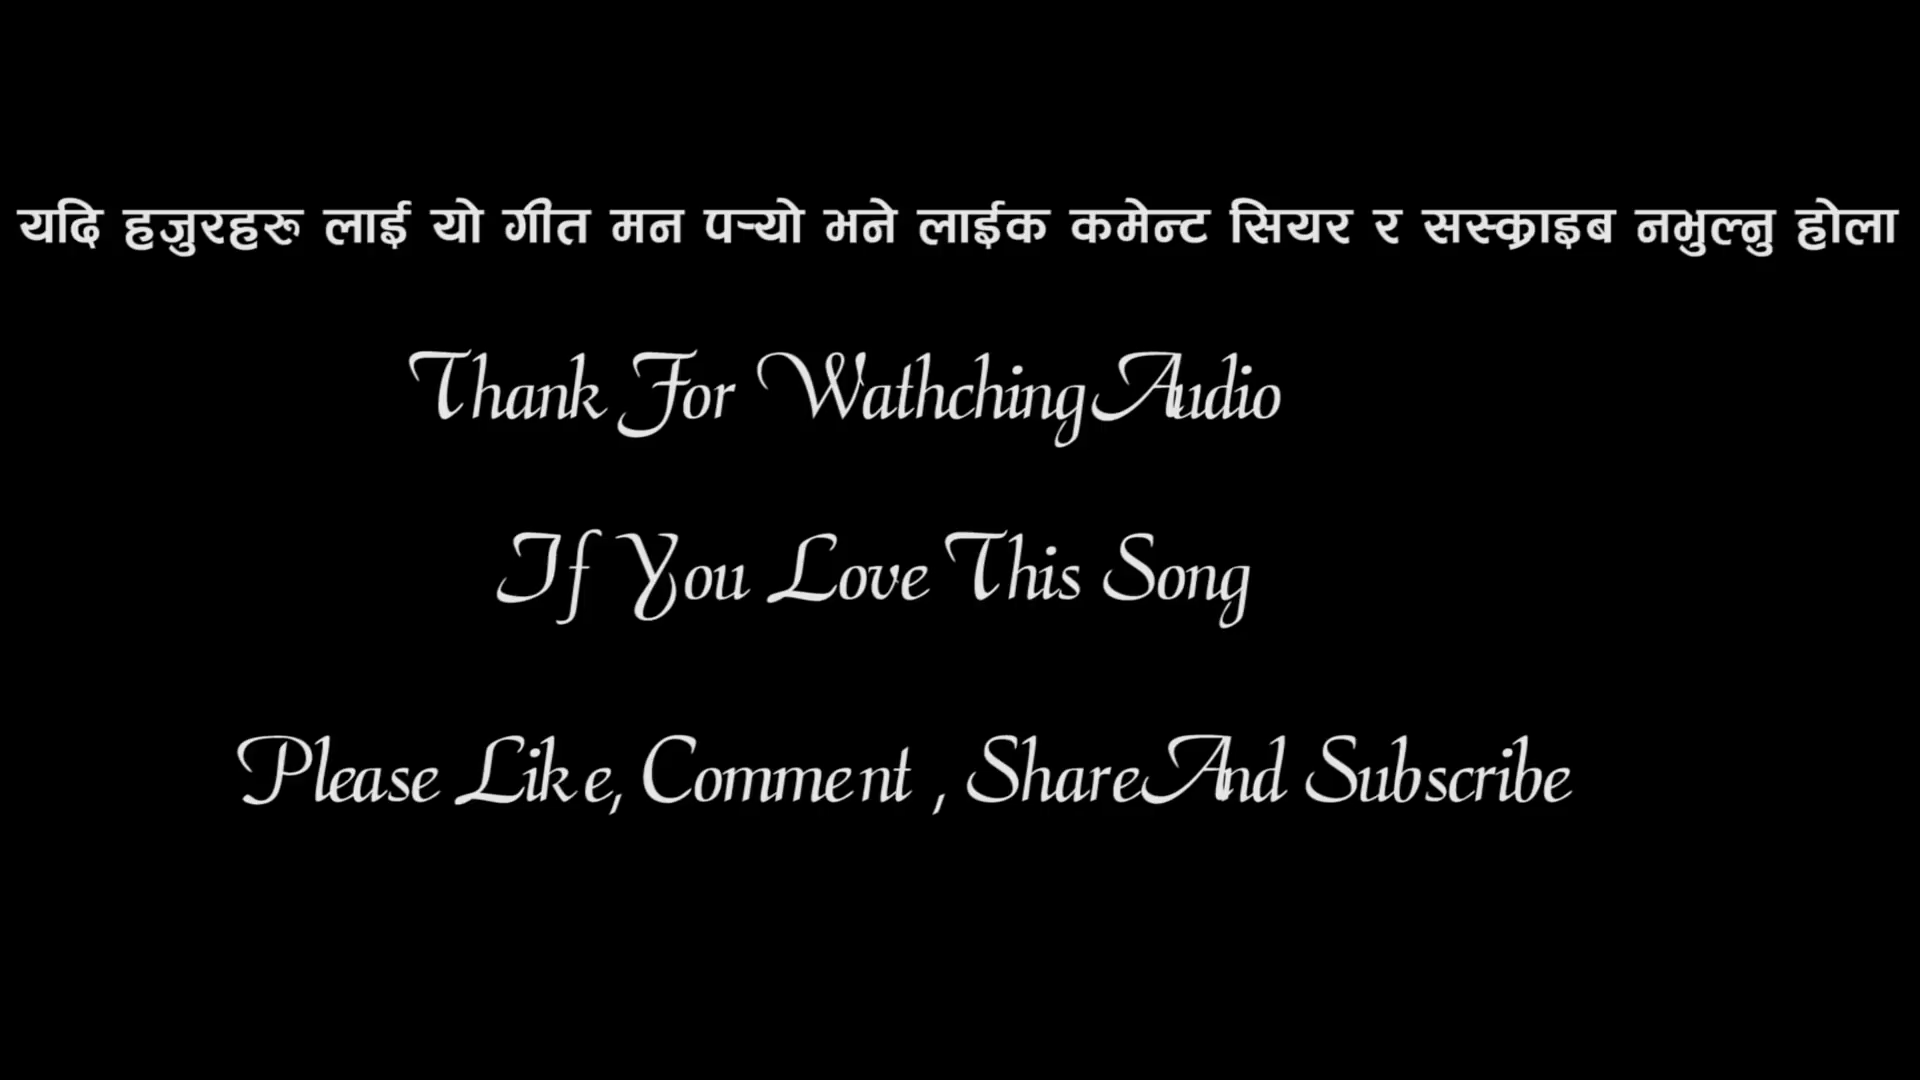 यदि हजुरहरू लाई यो गीत मन पर्‍यो भने लाईक कमेन्ट सियर र सस्क्राइब नभुल्नु होला
Thank For Wathching Audio
If You Love This Song
Please Like, Comment , Share And Subscribe